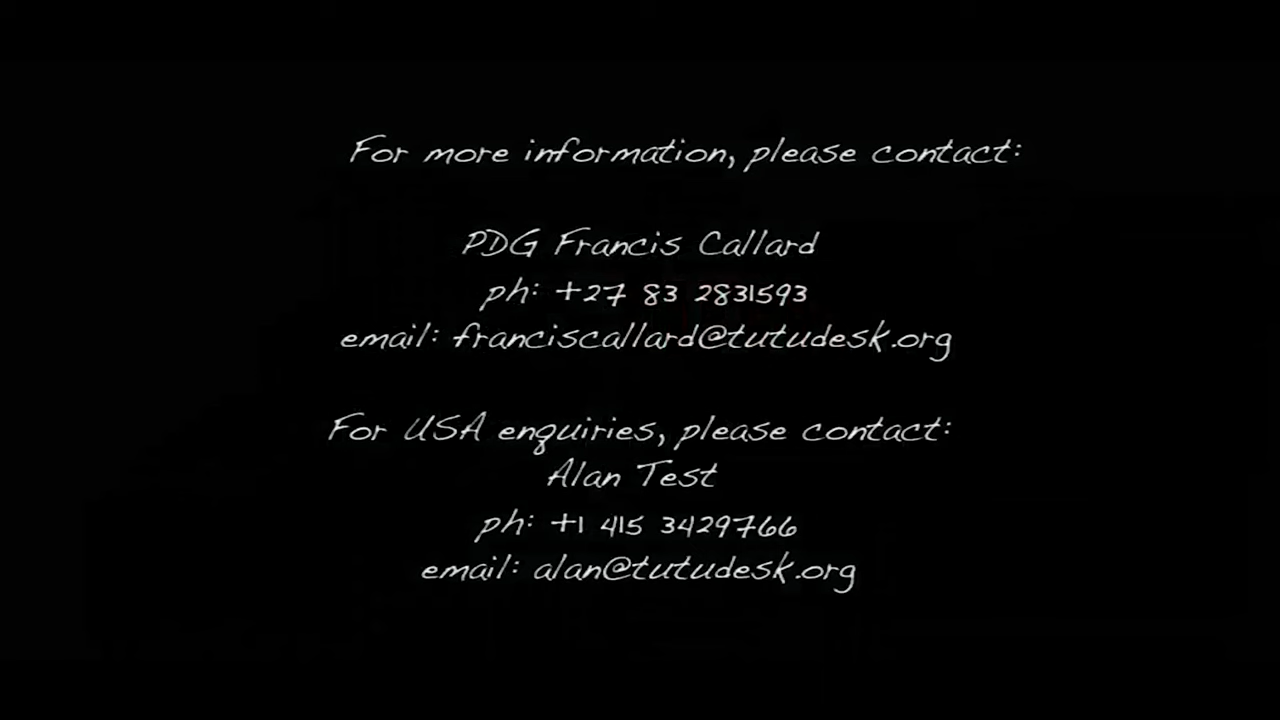 For more information, please contact:
PDG Francis Callard
ph: +27 83 2831593
email: franciscallard@tutudesk.org
For USA enquiries, please contact:
Alan Test
ph: +1 415 3429766
email: alan@tutudesk.org